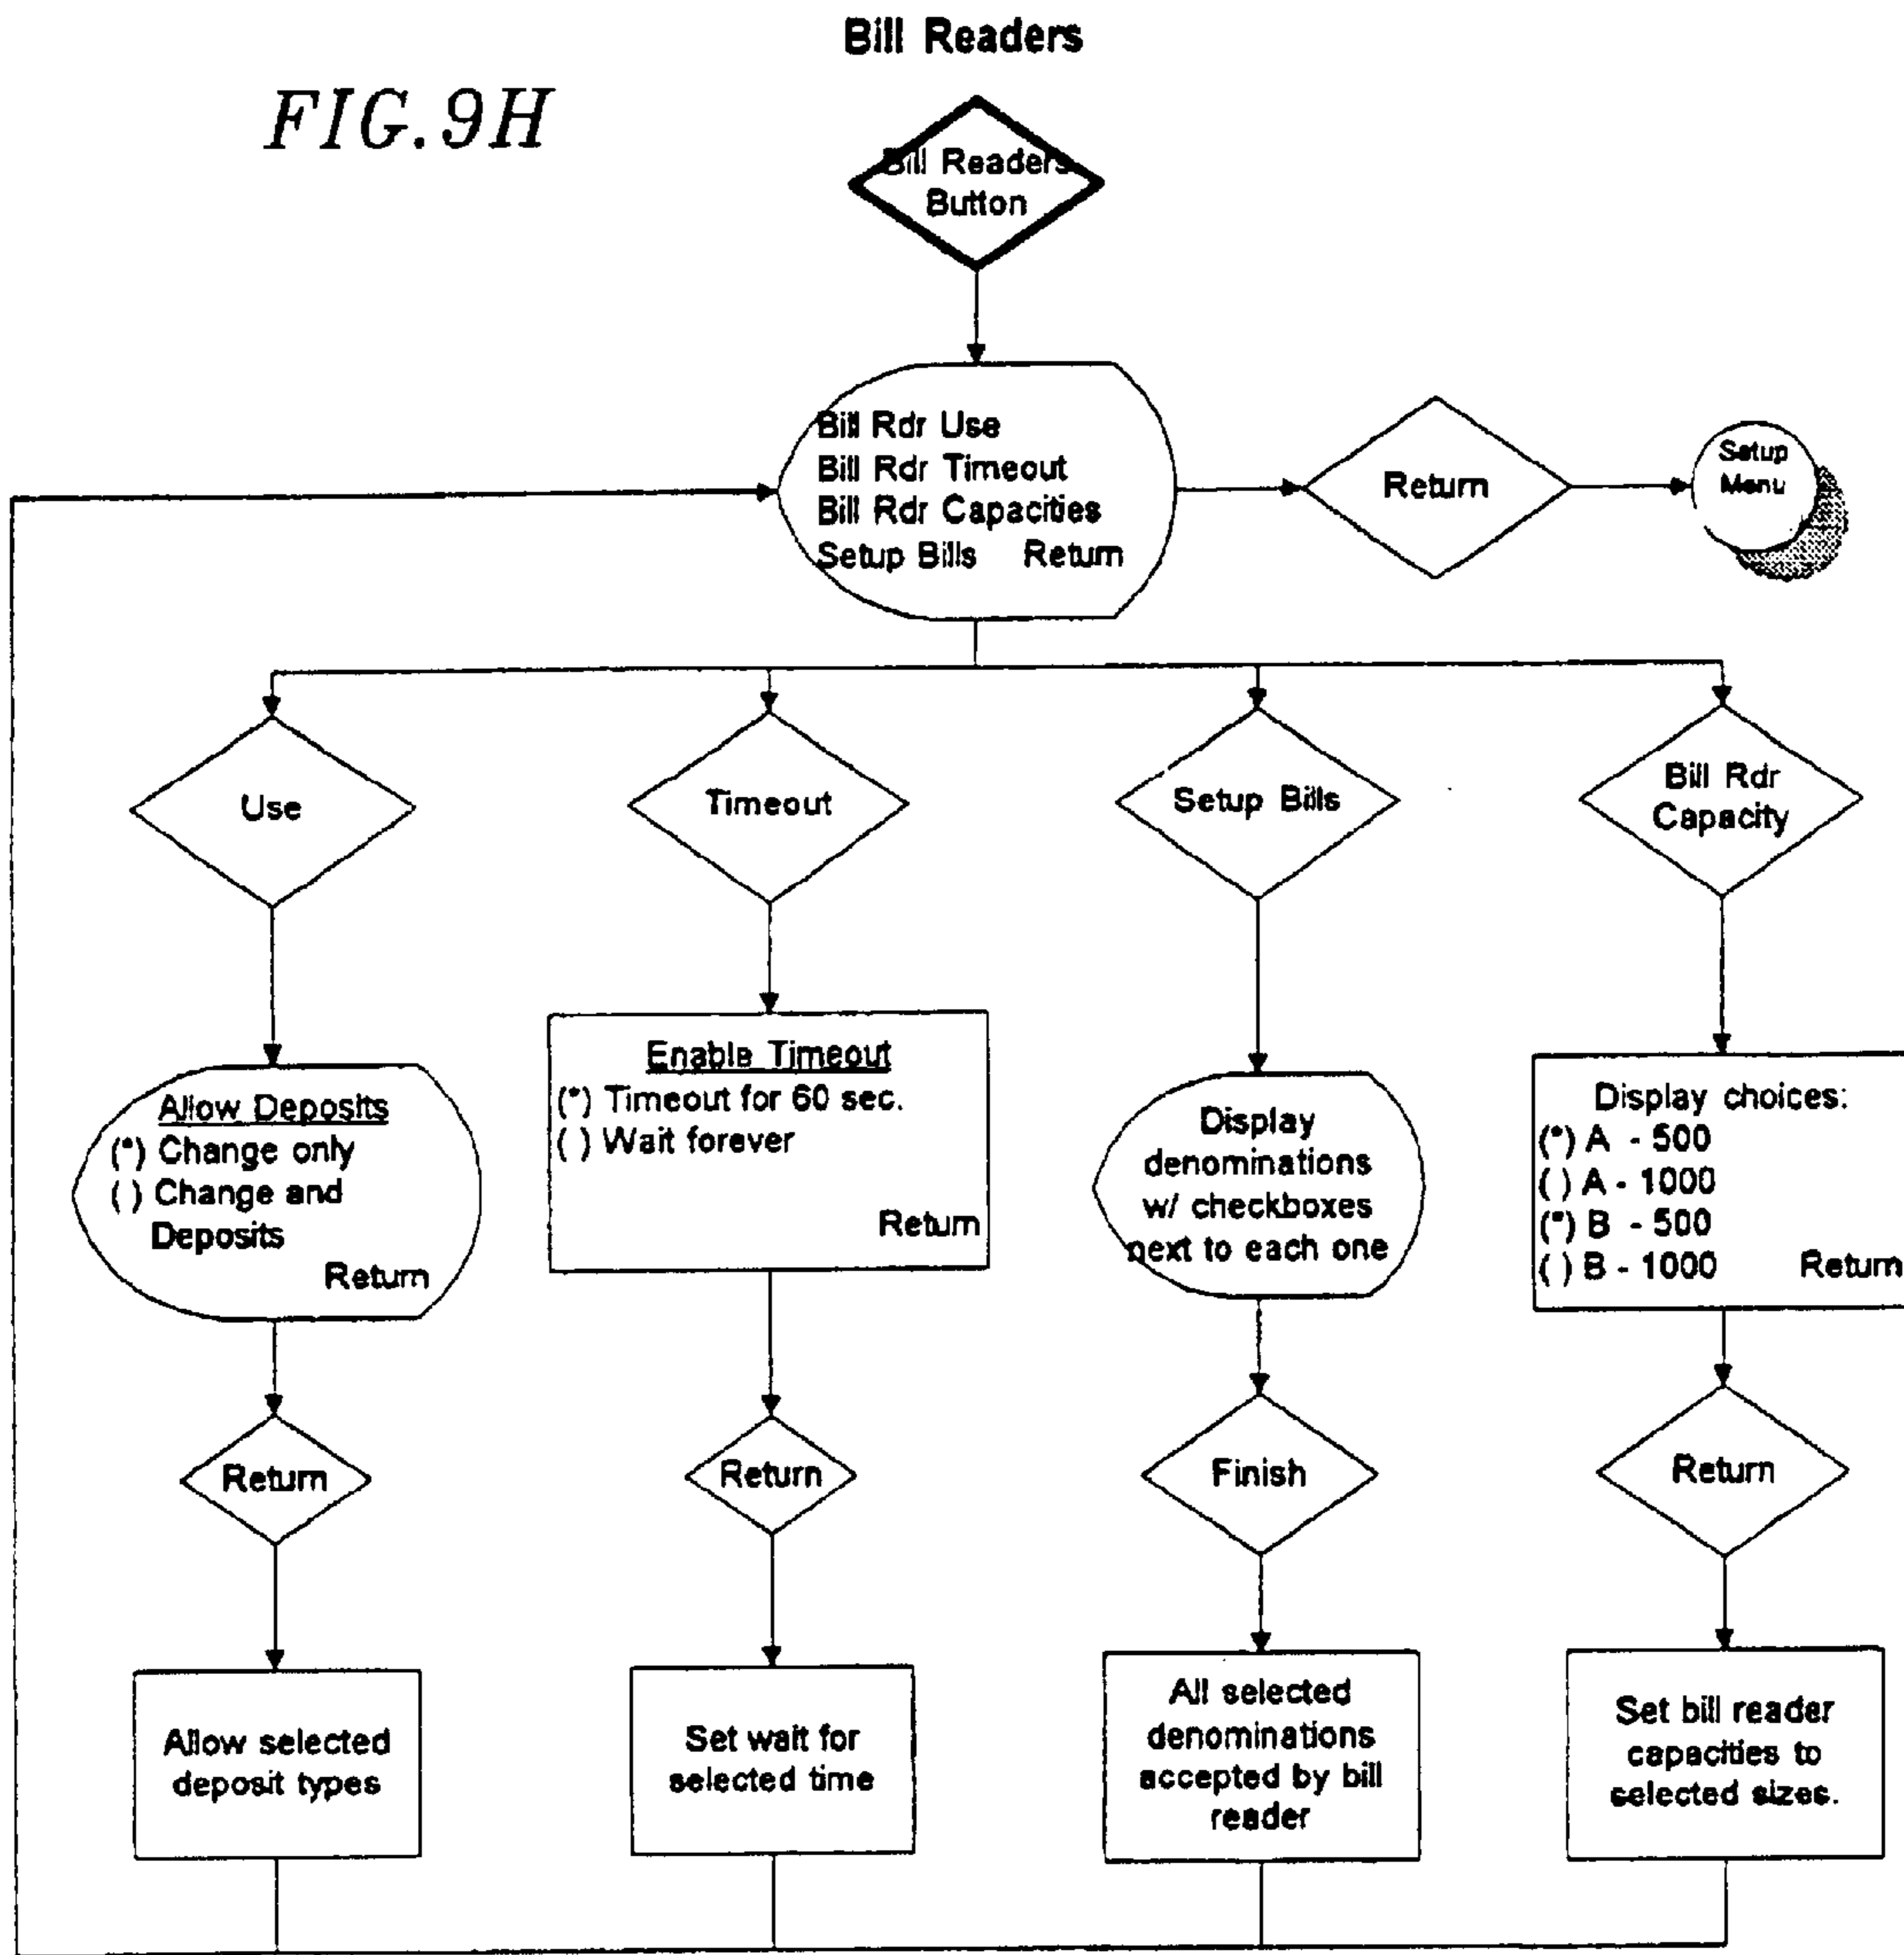 Bill Readers
FIG. 9H
Bill Readers
Button
Bill Rdr Use
Bill Rdr Timeout
Bill Rdr Capacities
Setup Bills Return
Return
Setup
Menu
Use
Timeout
Setup Bills
Bill Rdr
Capacity
Allow Deposits
(*) Change only
( ) Change and
Deposits
Return
Enable Timeout
(*) Timeout for 60 sec.
( ) Wait forever
Return
Display
denominations
w/ checkboxes
next to each one
Display choices:
(*) A - 500
( ) A - 1000
(*) B - 500
( ) B - 1000 Return
Return
Return
Finish
Return
Allow selected
deposit types
Set wait for
selected time
All selected
denominations
accepted by bill
reader
Set bill reader
capacities to
selected sizes.